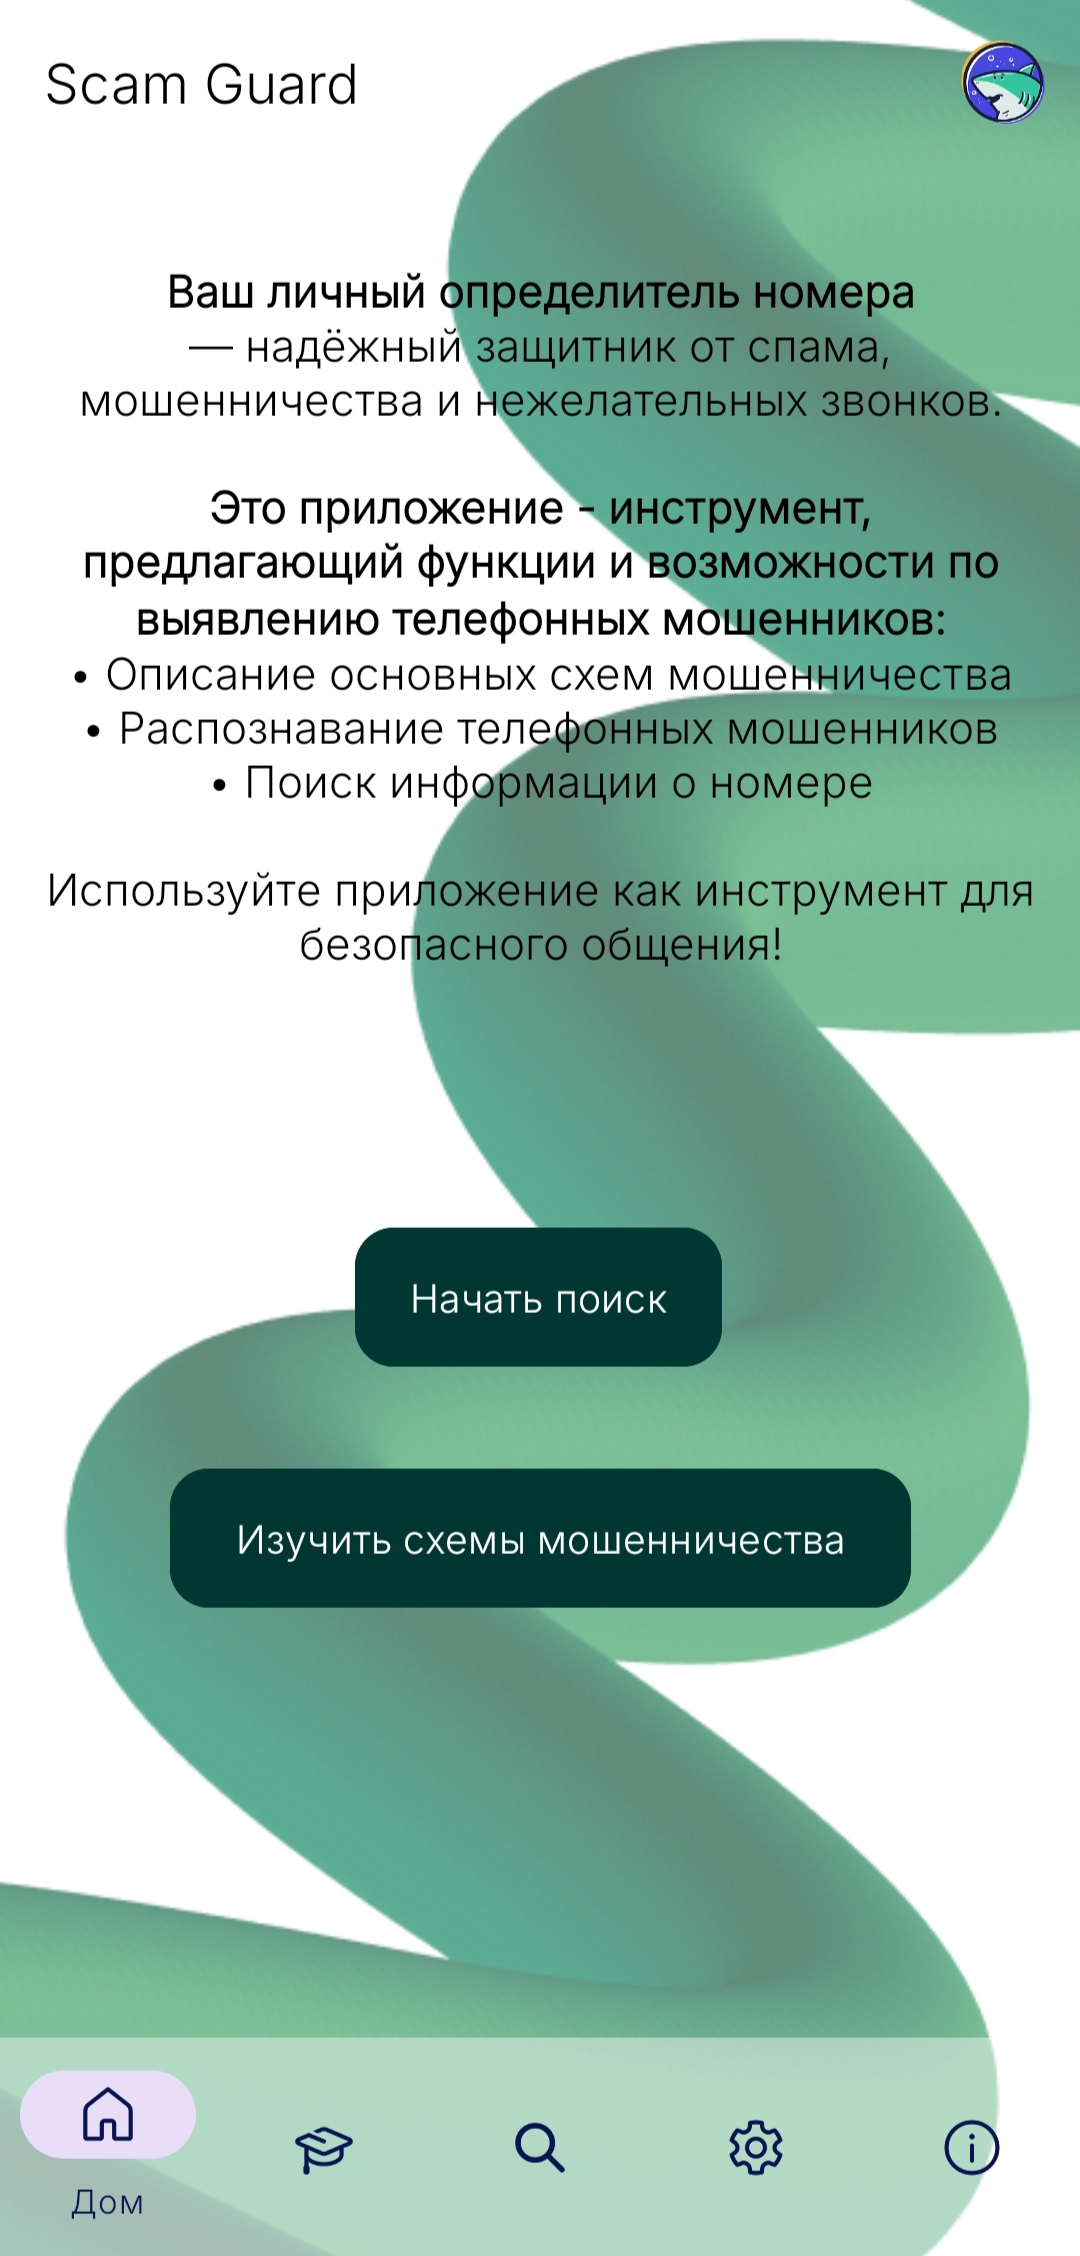 Scam Guard
Ваш личный определитель номера
— надёжный защитник от спама,
мошенничества и нежелательных звонков.
Это приложение - инструмент,
предлагающий функции и возможности по
выявлению телефонных мошенников:
• Описание основных схем мошенничества
• Распознавание телефонных мошенников
• Поиск информации о номере
Используйте приложение как инструмент для
безопасного общения!
Начать поиск
Изучить схемы мошенничества
Дом